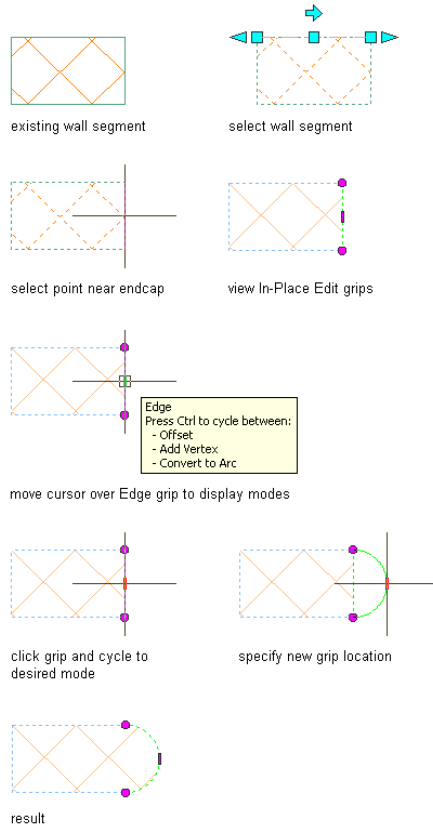 existing wall segment
select wall segment
select point near endcap
view In-Place Edit grips
Edge
Press Ctrl to cycle between:
- Offset
- Add Vertex
- Convert to Arc
move cursor over Edge grip to display modes
click grip and cycle to
desired mode
specify new grip location
result